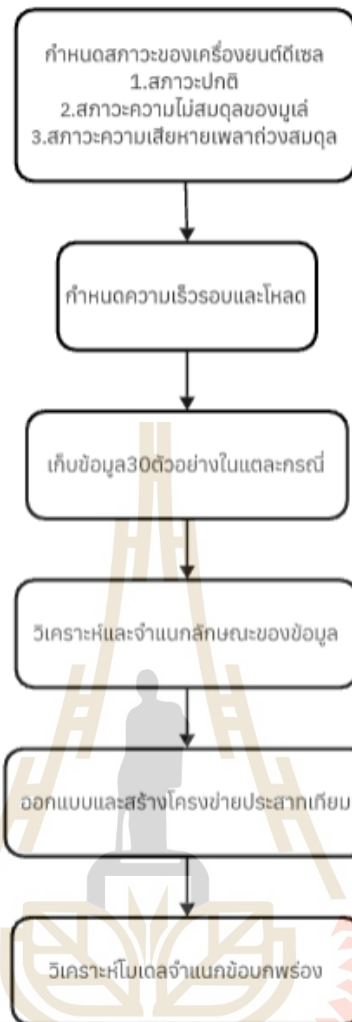 กำหนดสภาวะของเครื่องยนต์ดีเซล
1.สภาวะปกติ
2.สภาวะความไม่สมดุลของมูเล่
3.สภาวะความเสียหายเพลาถ่วงสมดุล
กำหนดความเร็วรอบและโหลด
เก็บข้อมูล30ตัวอย่างในแตละกรณี่
วิเคราะห์และจำแนกลักษณะของข้อมูล
ออกแบบและสร้างโครงข่ายประสาทเทียม
วิเคราะห์โมเดลจำแนกข้อบกพร่อง